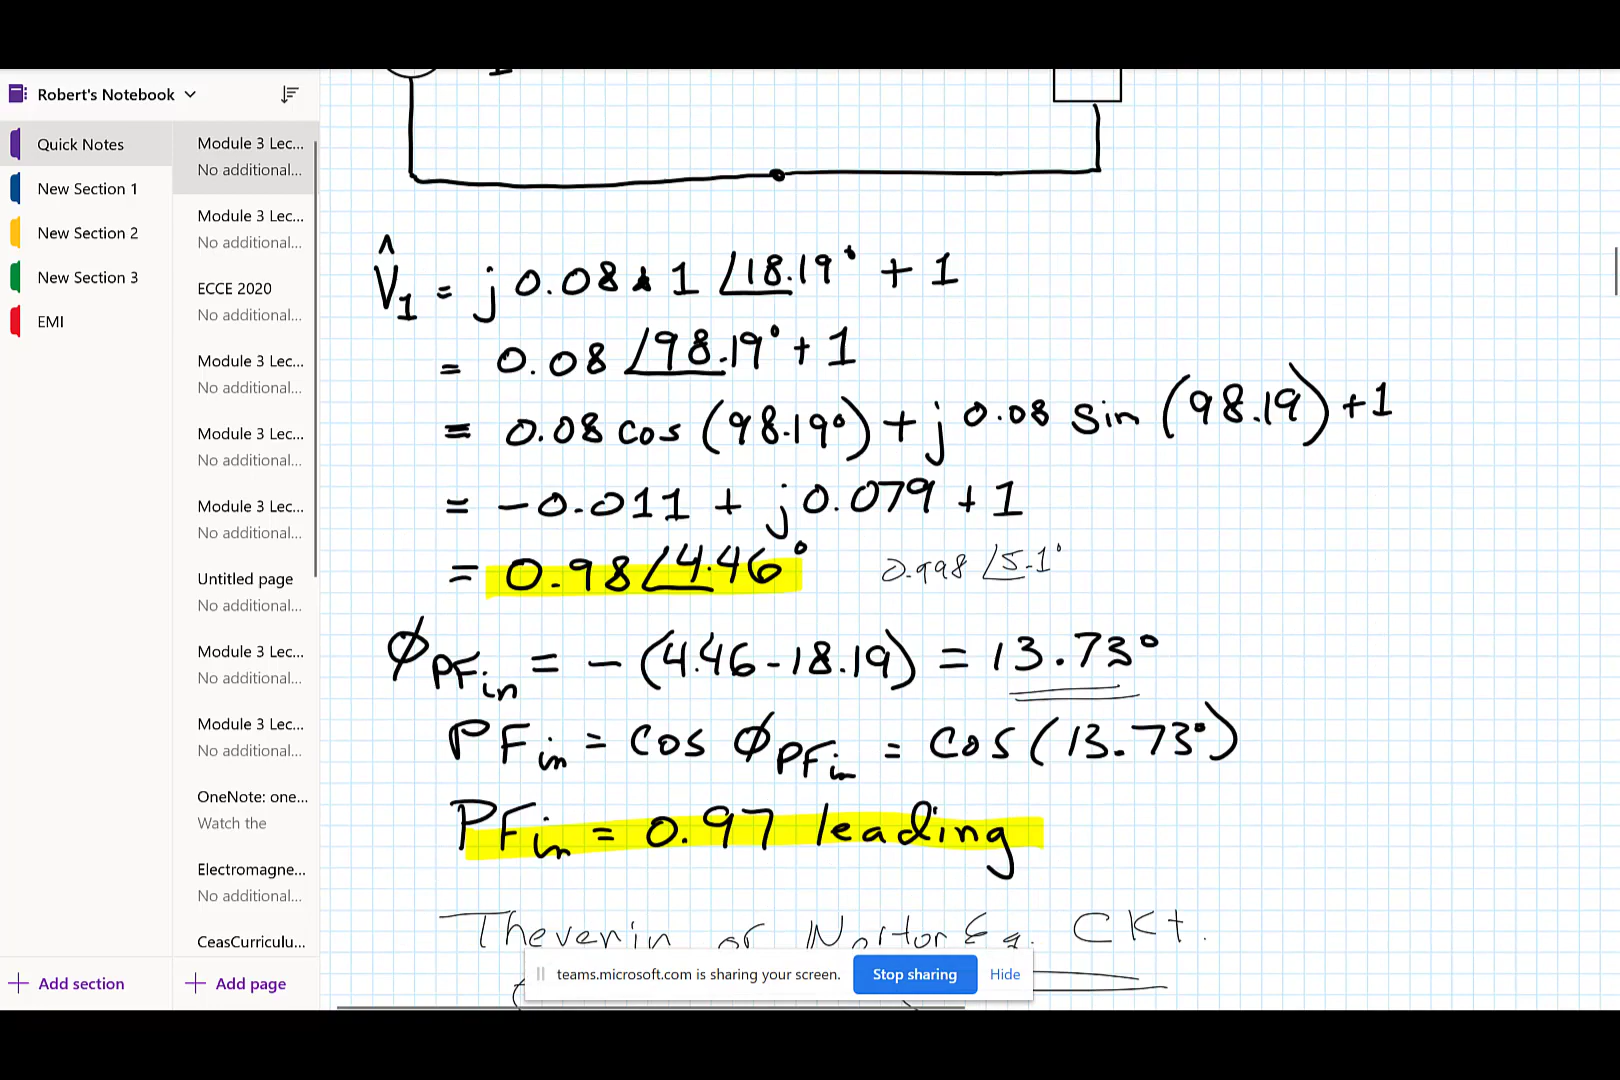 Robert's Notebook
Quick Notes
New Section 1
New Section 2
New Section 3
EMI
Module 3 Lec...
No additional...
Module 3 Lec...
No additional...
ECCE 2020
No additional...
Module 3 Lec...
No additional...
Module 3 Lec...
No additional...
Module 3 Lec...
No additional...
Untitled page
No additional...
Module 3 Lec...
No additional...
Module 3 Lec...
No additional...
OneNote: one...
Watch the
Electromagne...
No additional...
CeasCurriculu...
+ Add section
+ Add page
V̂₁ = j 0.08 * 1 ∠18.19° + 1
= 0.08 ∠98.19° + 1
= 0.08 cos (98.19°) + j 0.08 sin (98.19) + 1
= -0.011 + j 0.079 + 1
= 0.98 ∠4.46° 0.998 ∠5.1°
ϕ_PFin = - (4.46 - 18.19) = 13.73°
PFin = cos ϕ_PFin = cos (13.73°)
PFin = 0.97 leading
Thevenin or Norton Eq. CKt.
teams.microsoft.com is sharing your screen. Stop sharing Hide